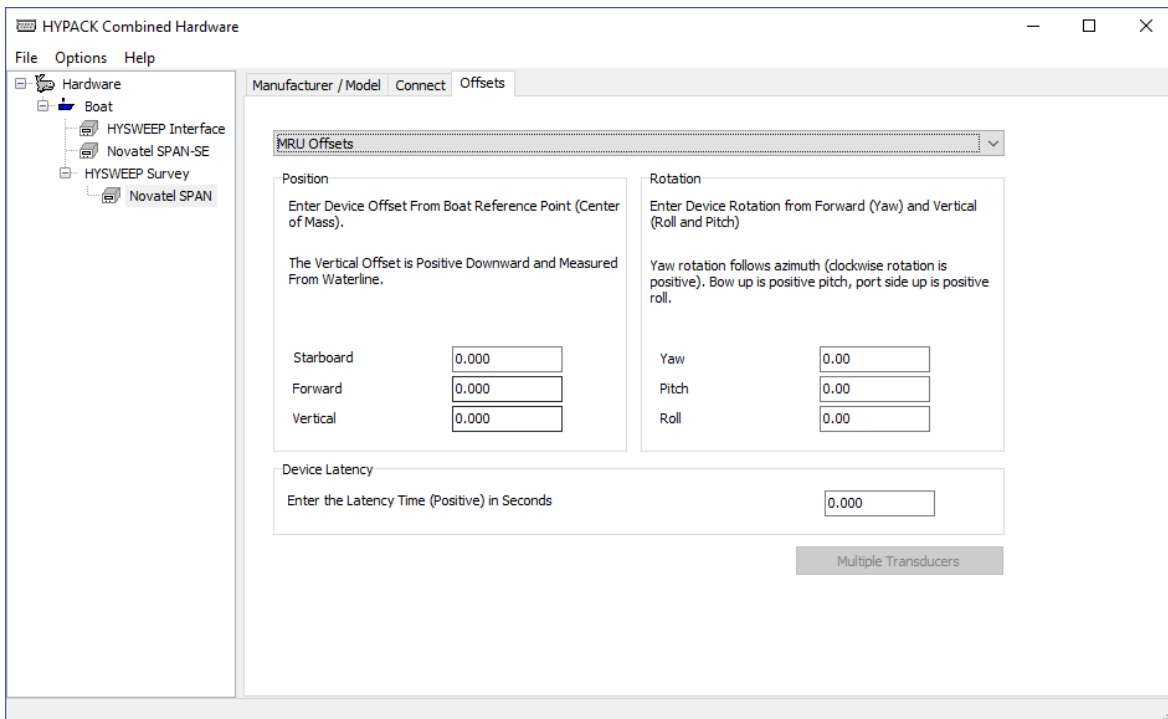 HYPACK Combined Hardware
File Options Help
Hardware
Boat
HYSWEEP Interface
Novatel SPAN-SE
HYSWEEP Survey
Novatel SPAN
Manufacturer / Model Connect Offsets
MRU Offsets
Position
Enter Device Offset From Boat Reference Point (Center
of Mass).
The Vertical Offset is Positive Downward and Measured
From Waterline.
Starboard 0.000
Forward 0.000
Vertical 0.000
Rotation
Enter Device Rotation from Forward (Yaw) and Vertical
(Roll and Pitch)
Yaw rotation follows azimuth (clockwise rotation is
positive). Bow up is positive pitch, port side up is positive
roll.
Yaw 0.00
Pitch 0.00
Roll 0.00
Device Latency
Enter the Latency Time (Positive) in Seconds 0.000
Multiple Transducers